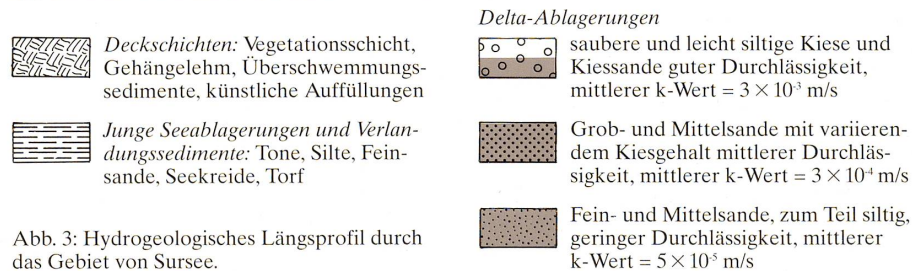 Deckschichten: Vegetationsschicht,
Gehängelehm, Überschwemmungs-
sedimente, künstliche Auffüllungen
Junge Seeablagerungen und Verlan-
dungssedimente: Tone, Silte, Fein-
sande, Seekreide, Torf
Abb. 3: Hydrogeologisches Längsprofil durch
das Gebiet von Sursee.
Delta-Ablagerungen
saubere und leicht siltige Kiese und
Kiessande guter Durchlässigkeit,
mittlerer k-Wert = 3 × 10⁻³ m/s
Grob- und Mittelsande mit variieren-
dem Kiesgehalt mittlerer Durchläs-
sigkeit, mittlerer k-Wert = 3 × 10⁻⁴ m/s
Fein- und Mittelsande, zum Teil siltig,
geringer Durchlässigkeit, mittlerer
k-Wert = 5 × 10⁻⁵ m/s